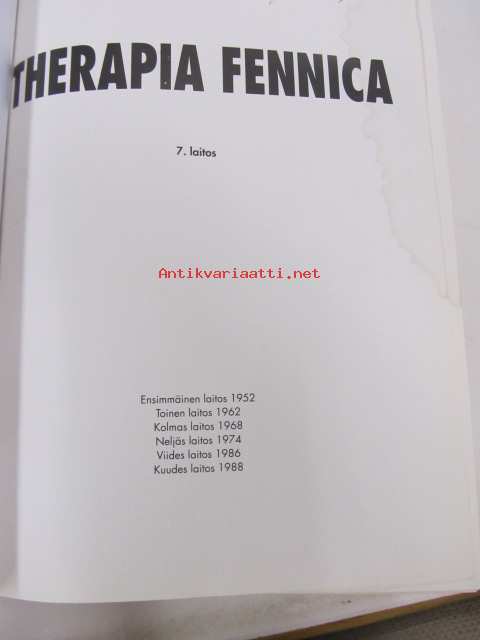 THERAPIA FENNICA
7. laitos
Antikvariaatti.net
Ensimmäinen laitos 1952
Toinen laitos 1962
Kolmas laitos 1968
Neljäs laitos 1974
Viides laitos 1986
Kuudes laitos 1988